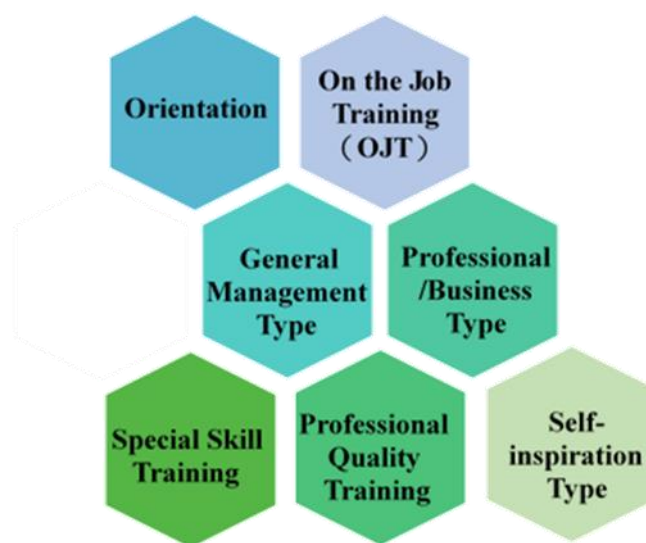 Orientation
On the Job
Training
（OJT）
General
Management
Type
Professional
/Business
Type
Special Skill
Training
Professional
Quality
Training
Self-
inspiration
Type